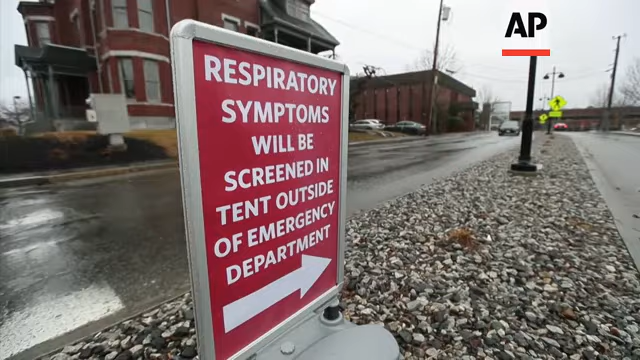 AP
RESPIRATORY
SYMPTOMS
WILL BE
SCREENED IN
TENT OUTSIDE
OF EMERGENCY
DEPARTMENT